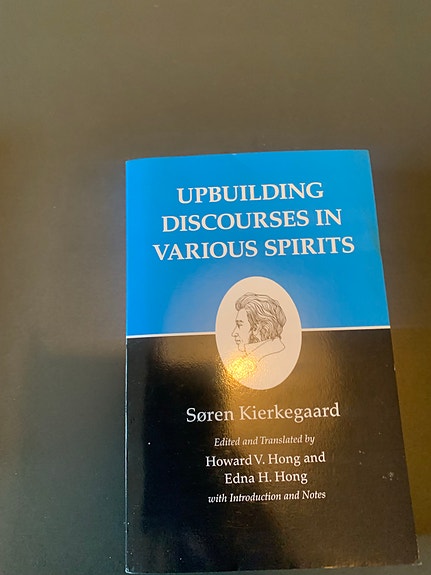 UPBUILDING
DISCOURSES IN
VARIOUS SPIRITS
Søren Kierkegaard
Edited and Translated by
Howard V. Hong and
Edna H. Hong
with Introduction and Notes